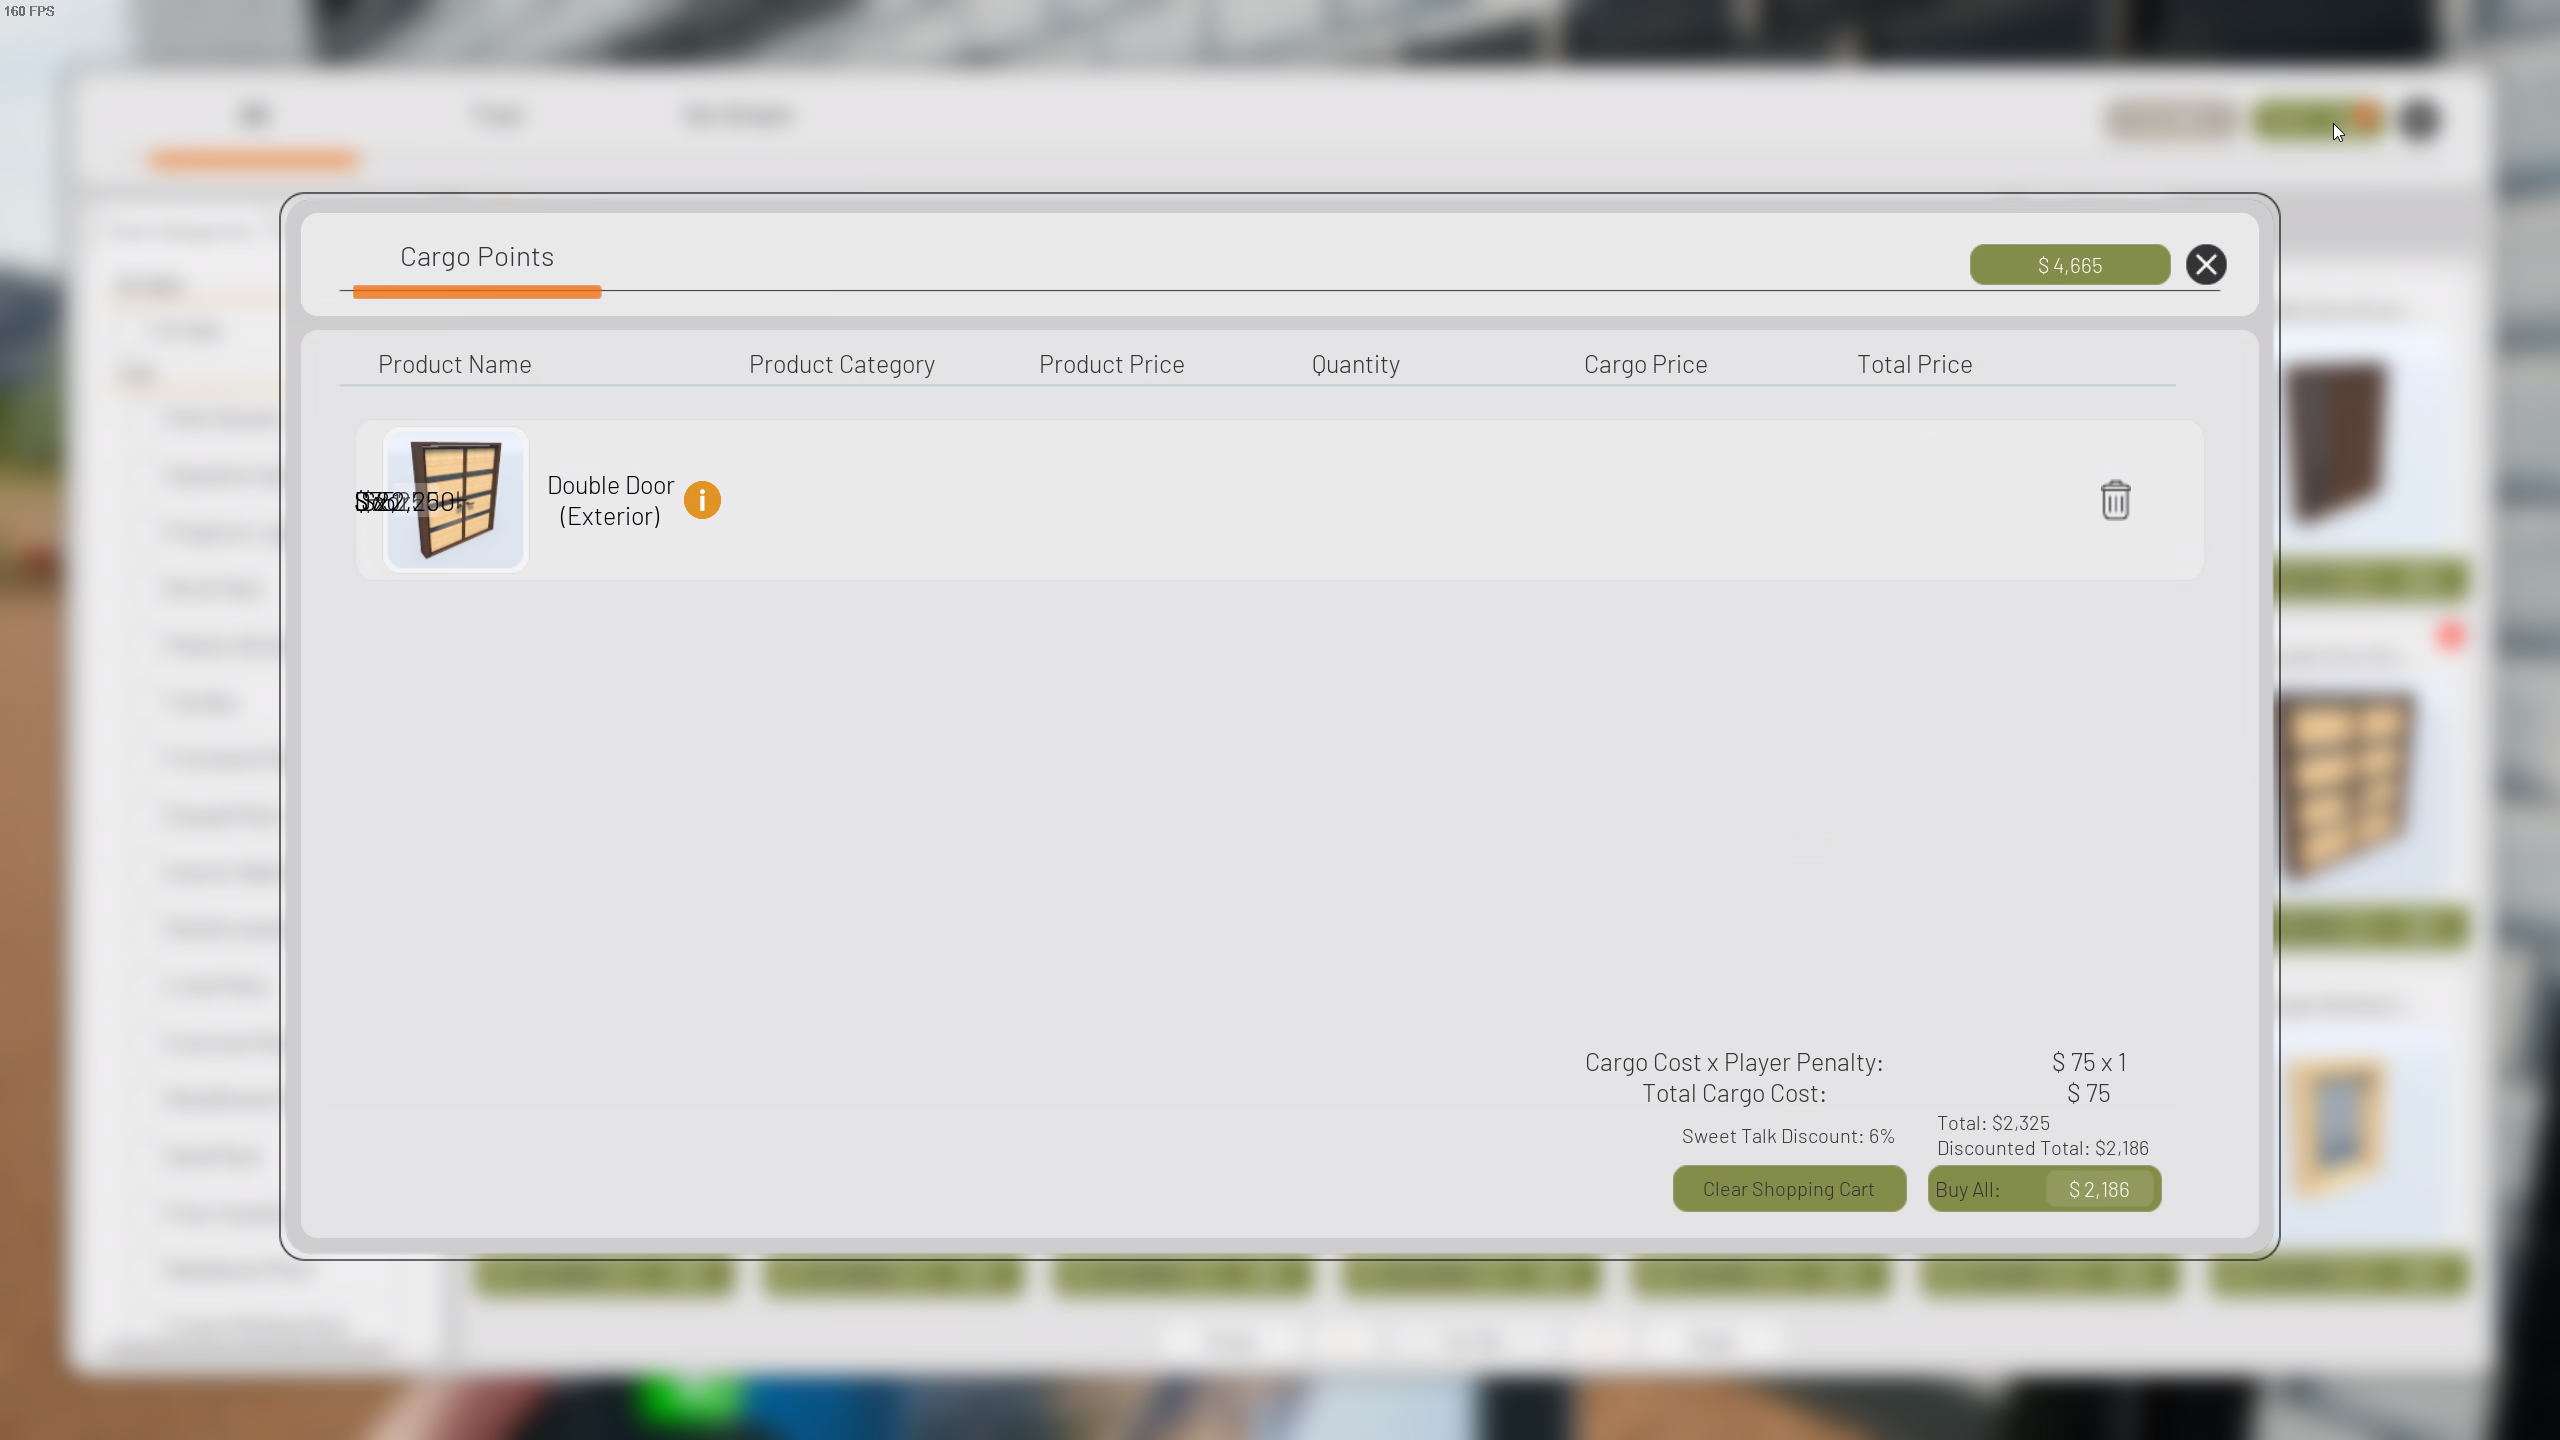 160 FPS
Cargo Points
$ 4,665
Product Name Product Category Product Price Quantity Cargo Price Total Price
Double Door
(Exterior)
i
Cargo Cost x Player Penalty: $ 75 x 1
Total Cargo Cost: $ 75
Sweet Talk Discount: 6%
Total: $2,325
Discounted Total: $2,186
Clear Shopping Cart
Buy All: $ 2,186